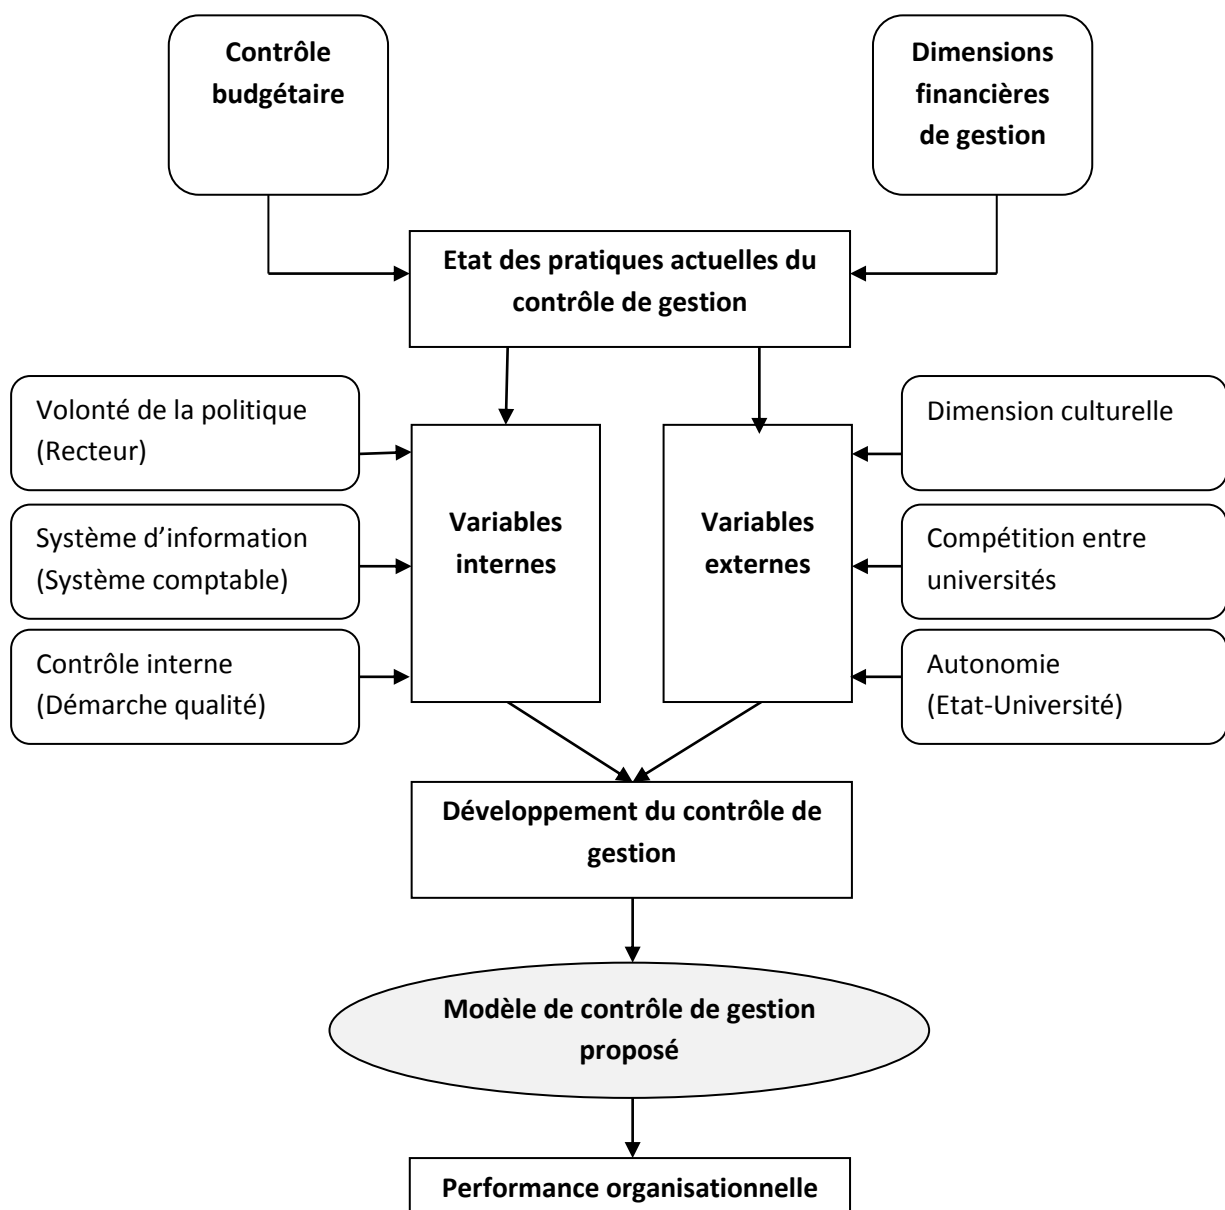 Contrôle
budgétaire
Dimensions
financières
de gestion
Etat des pratiques actuelles du
contrôle de gestion
Volonté de la politique
(Recteur)
Système d’information
(Système comptable)
Contrôle interne
(Démarche qualité)
Variables
internes
Variables
externes
Dimension culturelle
Compétition entre
universités
Autonomie
(Etat-Université)
Développement du contrôle de
gestion
Modèle de contrôle de gestion
proposé
Performance organisationnelle